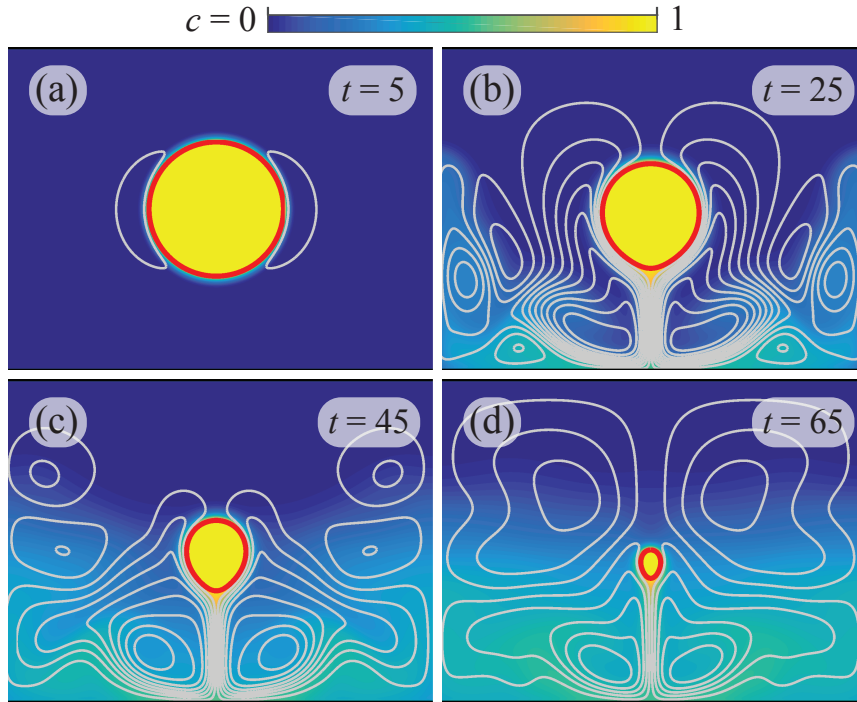 c = 0 1
(a) t = 5
(b) t = 25
(c) t = 45
(d) t = 65